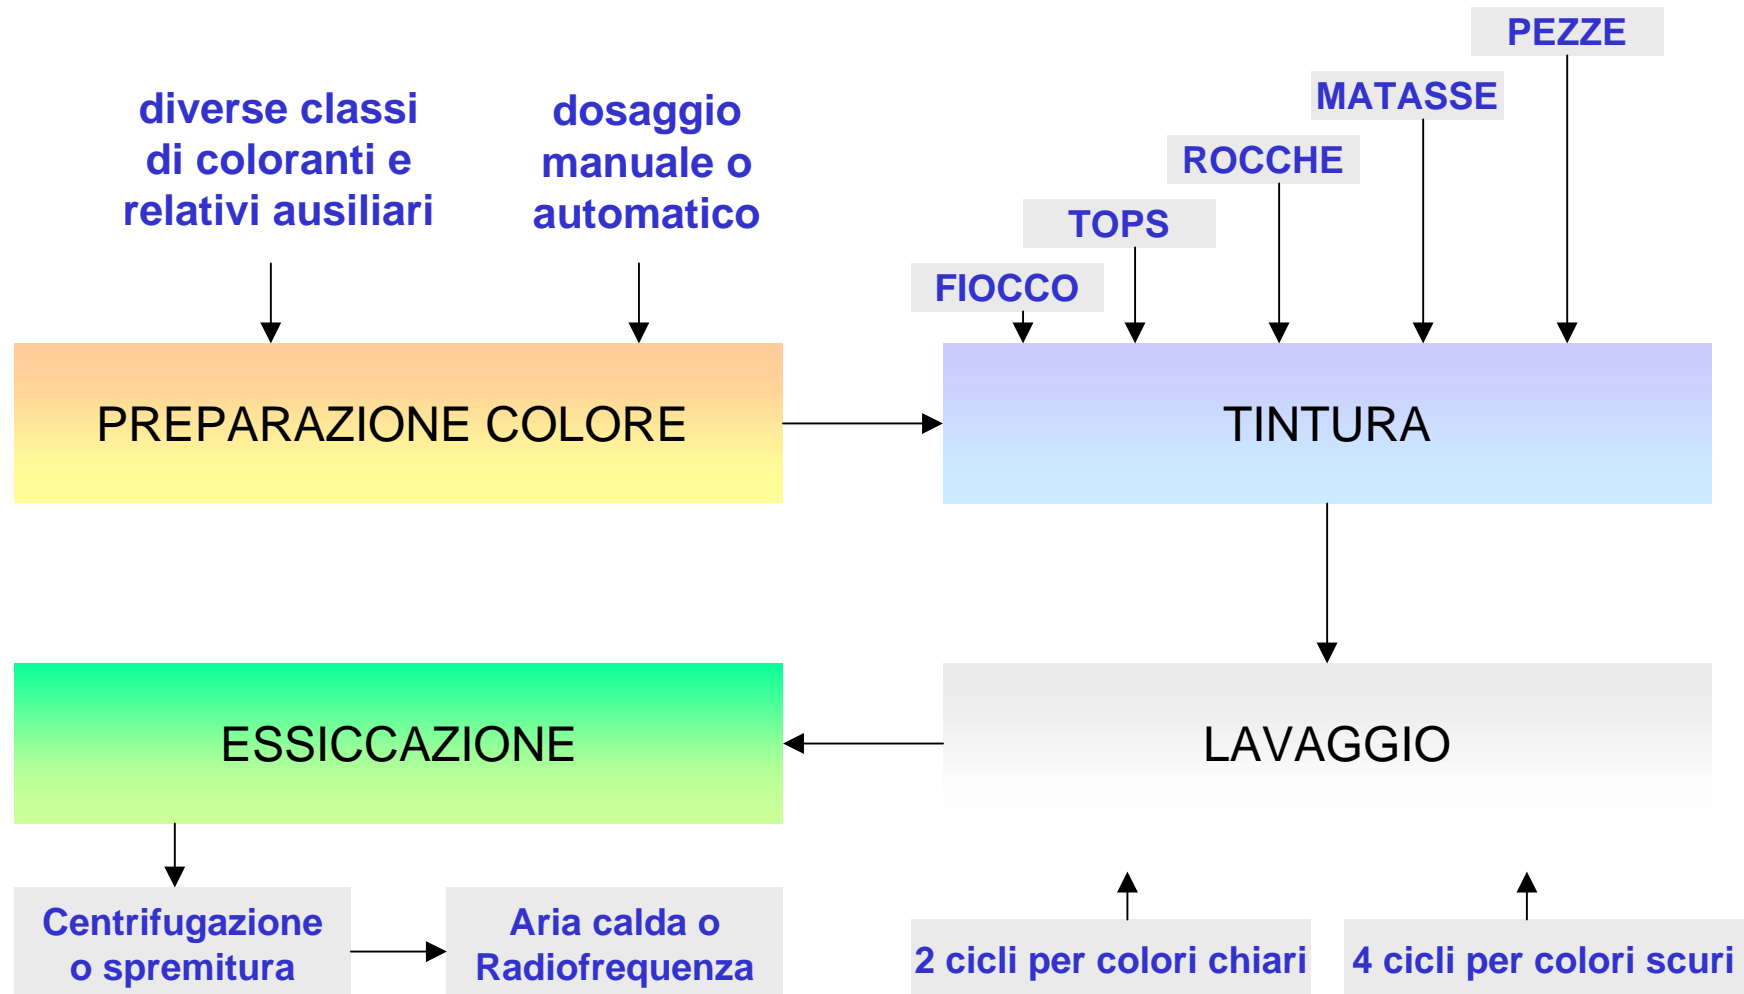 PEZZE
MATASSE
ROCCHE
TOPS
FIOCCO
diverse classi
di coloranti e
relativi ausiliari
dosaggio
manuale o
automatico
PREPARAZIONE COLORE
TINTURA
ESSICCAZIONE
LAVAGGIO
Centrifugazione
o spremitura
Aria calda o
Radiofrequenza
2 cicli per colori chiari
4 cicli per colori scuri